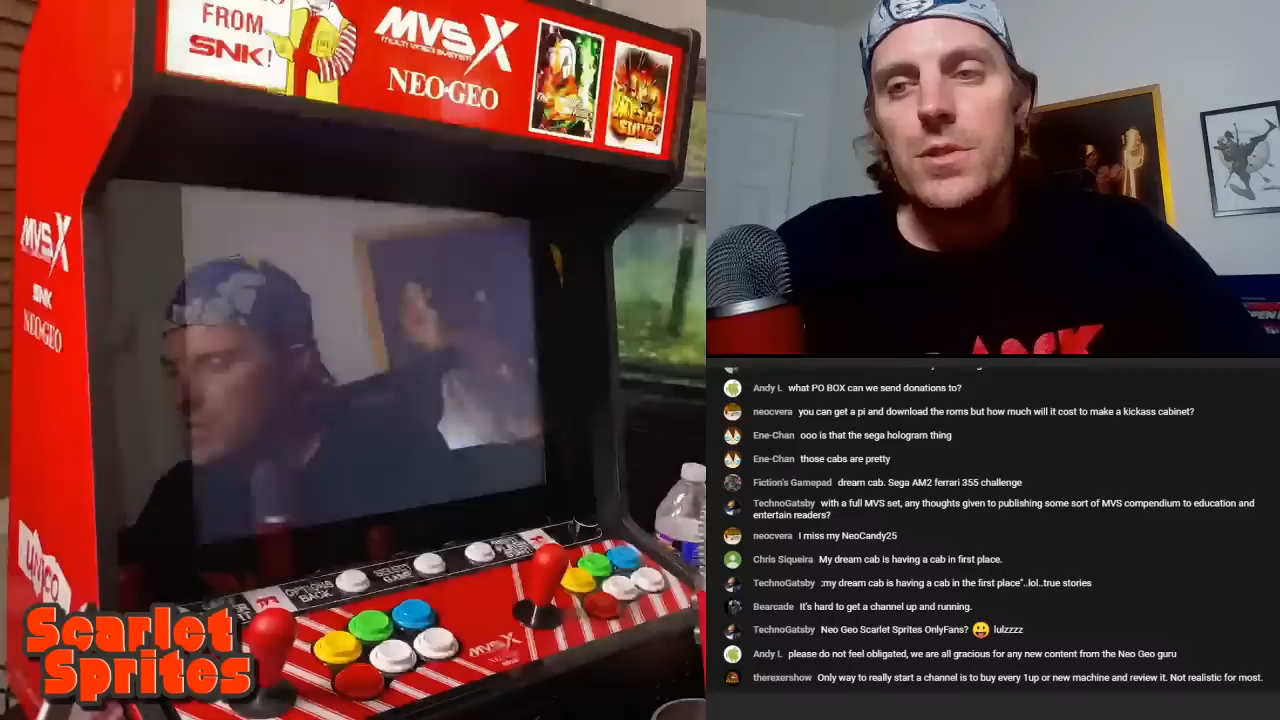 FROM
SNK!
MVSX
MULTI VIDEO SYSTEM
NEO·GEO
METAL
SLUG
MVSX
SNK
NEO·GEO
UNICO
OPTIONS
BACK
SELECT
GAME
MVSX
Scarlet
Sprites
OPEN
Andy L what PO BOX can we send donations to?
neocvera you can get a pi and download the roms but how much will it cost to make a kickass cabinet?
Ene-Chan ooo is that the sega hologram thing
Ene-Chan those cabs are pretty
Fiction's Gamepad dream cab. Sega AM2 ferrari 355 challenge
TechnoGatsby with a full MVS set, any thoughts given to publishing some sort of MVS compendium to education and
entertain readers?
neocvera I miss my NeoCandy25
Chris Siqueira My dream cab is having a cab in first place.
TechnoGatsby :my dream cab is having a cab in the first place"..lol..true stories
Bearcade It's hard to get a channel up and running.
TechnoGatsby Neo Geo Scarlet Sprites OnlyFans? 😛 lulzzzz
Andy L please do not feel obligated, we are all gracious for any new content from the Neo Geo guru
therexershow Only way to really start a channel is to buy every 1up or new machine and review it. Not realistic for most.